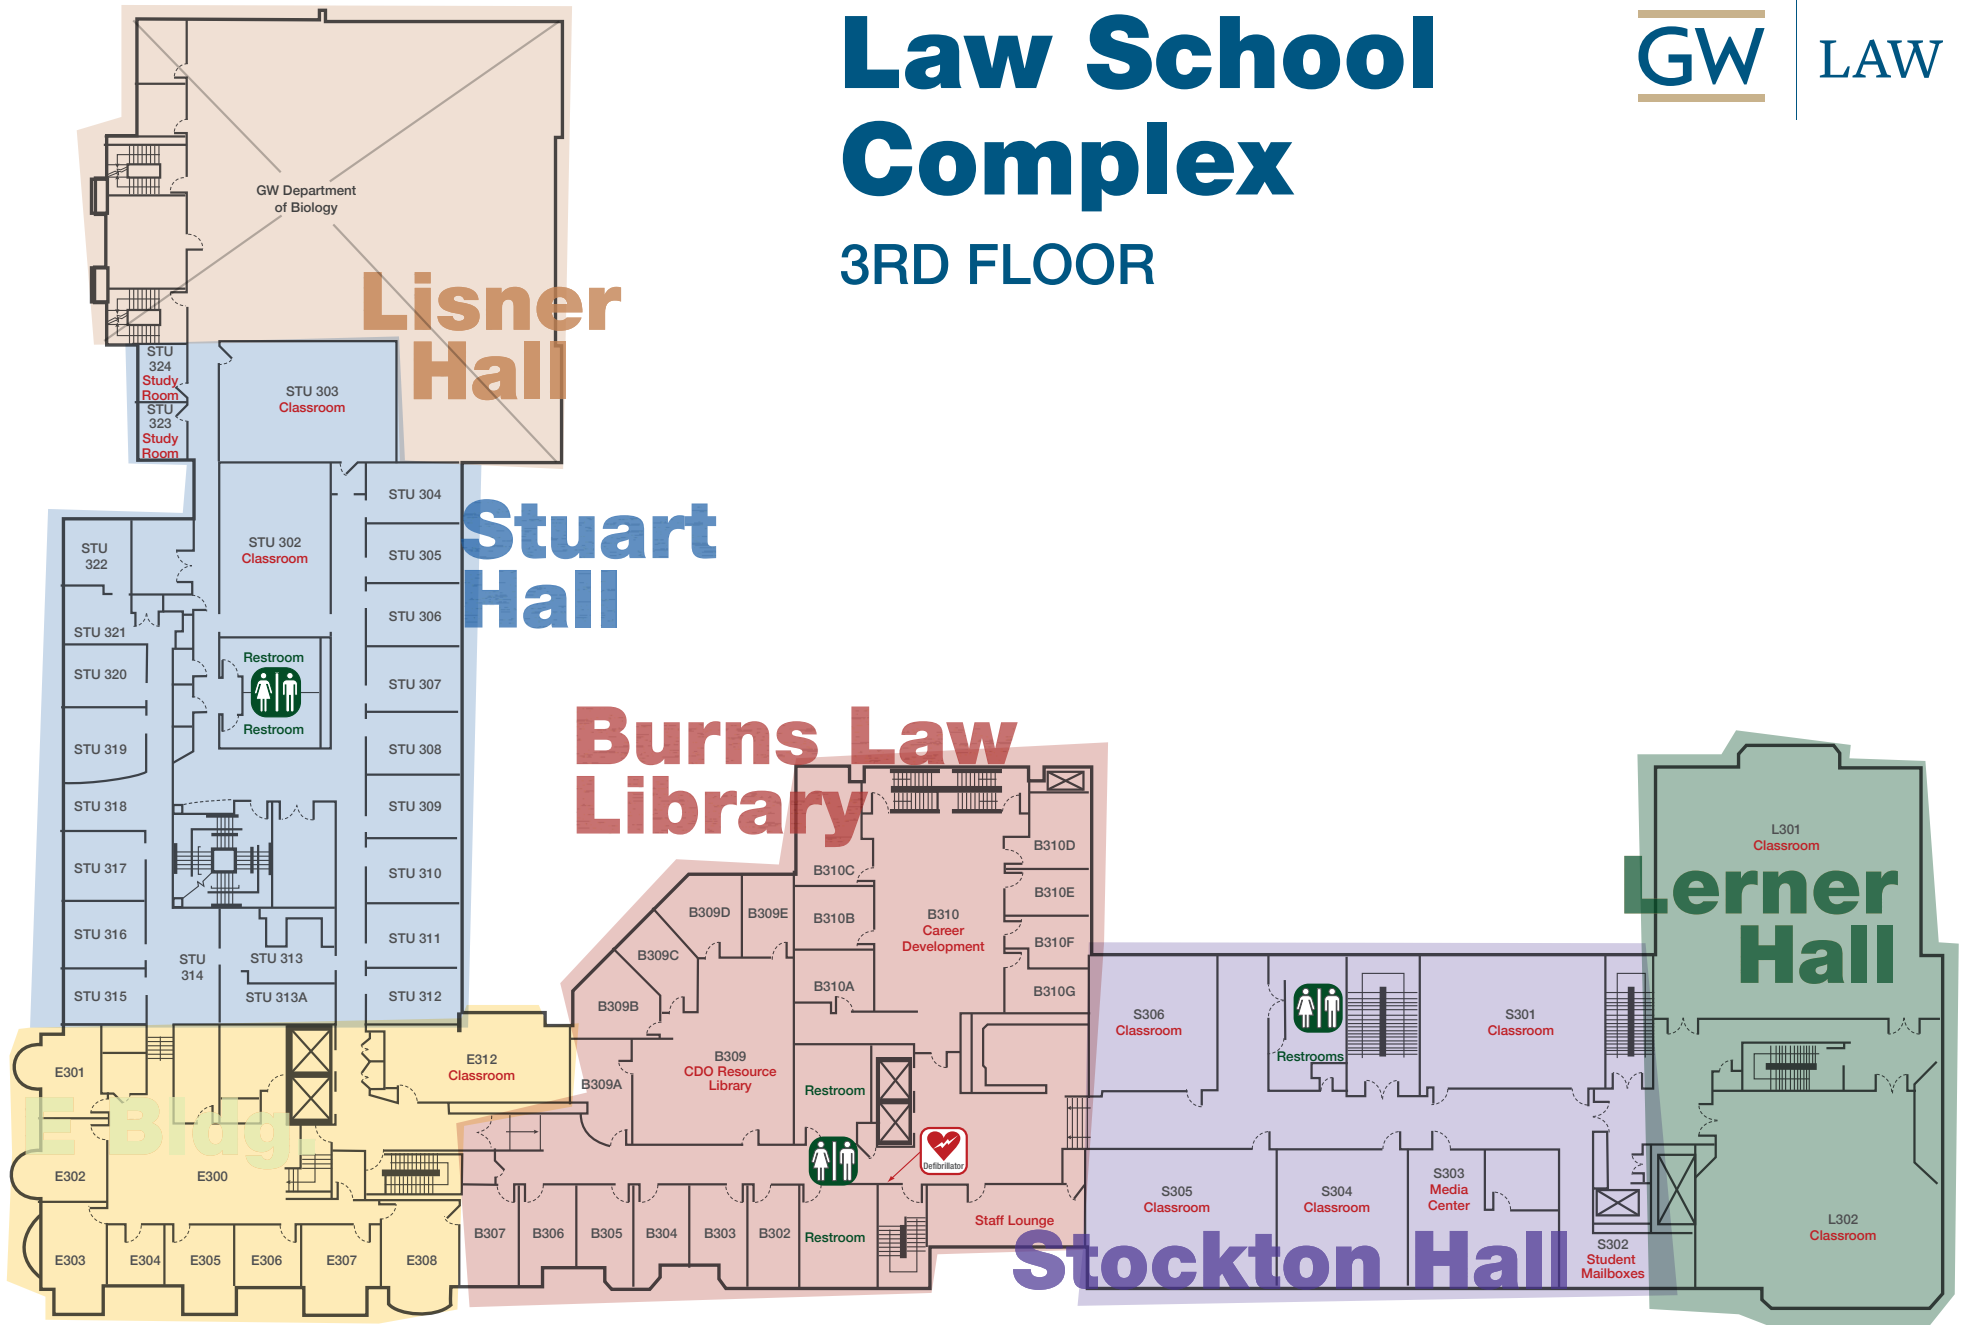 Law School
Complex
3RD FLOOR
GW LAW
GW Department
of Biology
Lisner
Hall
STU
324
Study
Room
STU
323
Study
Room
STU 303
Classroom
STU 304
Stuart
Hall
STU 302
Classroom
STU
322
STU 305
STU 306
STU 321
STU 320
Restroom
Restroom
STU 307
STU 319
STU 308
STU 318
STU 309
STU 317
STU 310
STU 316
STU 311
STU
314
STU 313
STU 315
STU 313A
STU 312
Burns Law
Library
B310C
B310D
B310E
B310B
B310
Career
Development
B310F
B310A
B310G
B309D
B309E
B309C
B309B
B309
CDO Resource
Library
B309A
Restroom
Defibrillator
B307
B306
B305
B304
B303
B302
Restroom
Staff Lounge
E312
Classroom
E301
E Bldg.
E302
E300
E303
E304
E305
E306
E307
E308
S306
Classroom
Restrooms
S301
Classroom
S305
Classroom
S304
Classroom
S303
Media
Center
S302
Student
Mailboxes
Stockton Hall
L301
Classroom
Lerner
Hall
L302
Classroom